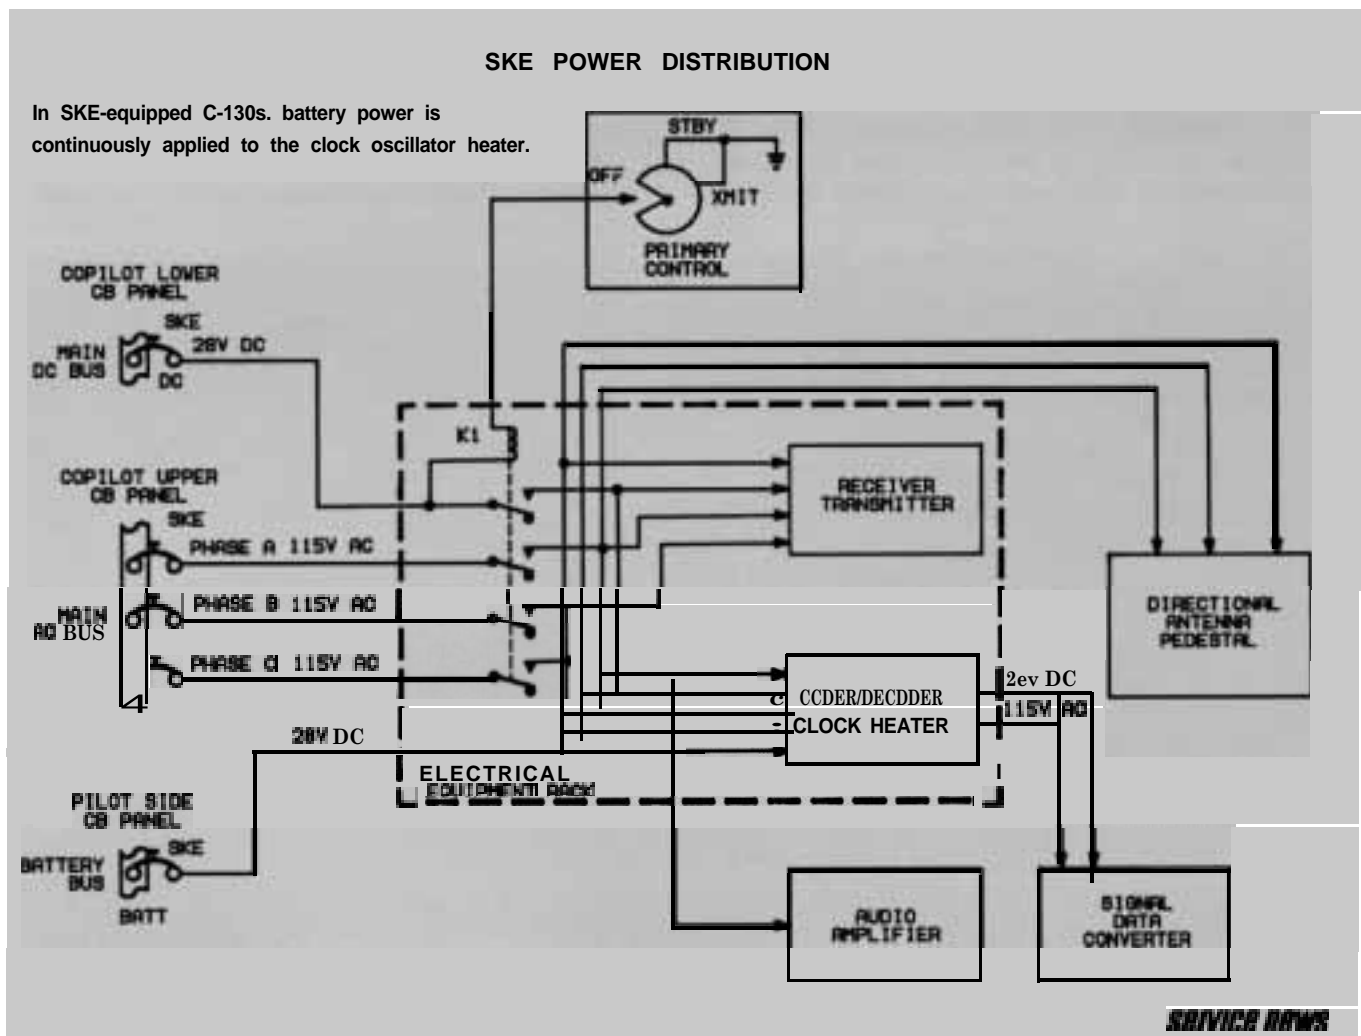 SKE POWER DISTRIBUTION
In SKE-equipped C-130s. battery power is
continuously applied to the clock oscillator heater.
STBY
OFF
XMIT
PRIMARY
CONTROL
COPILOT LOWER
CB PANEL
SKE
28V DC
MAIN
DC BUS
DC
K1
COPILOT UPPER
CB PANEL
SKE
PHASE A 115V AC
RECEIVER
TRANSMITTER
PHASE B 115V AC
MAIN
AC BUS
DIRECTIONAL
ANTENNA
PEDESTAL
PHASE C 115V AC
2ev DC
c CCDER/DECDDER
115V AC
CLOCK HEATER
4
28V DC
ELECTRICAL
EQUIPMENT RACK
PILOT SIDE
CB PANEL
SKE
BATTERY
BUS
BATT
AUDIO
AMPLIFIER
SIGNAL
DATA
CONVERTER
service news